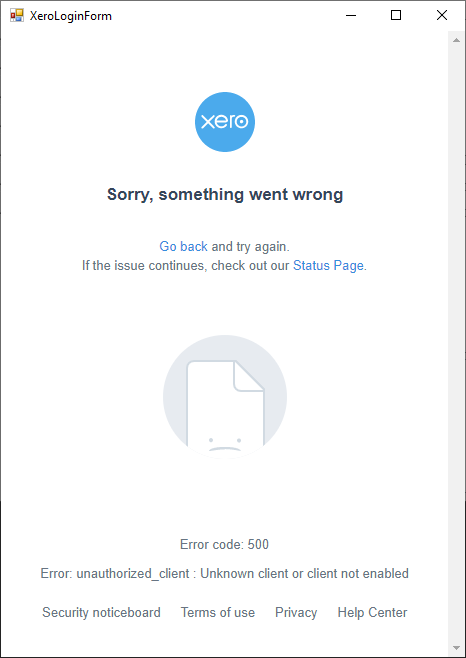 XeroLoginForm
xero
Sorry, something went wrong
Go back and try again.
If the issue continues, check out our Status Page.
Error code: 500
Error: unauthorized_client : Unknown client or client not enabled
Security noticeboard Terms of use Privacy Help Center